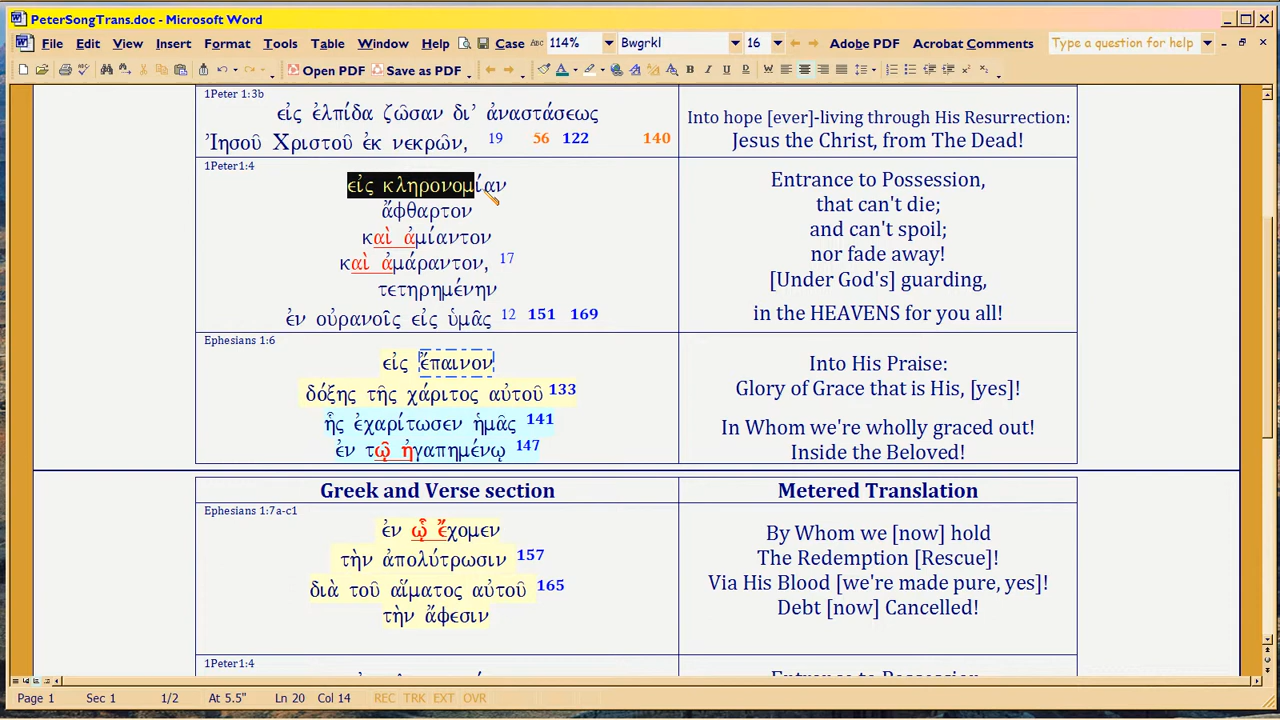 PeterSongTrans.doc - Microsoft Word
File Edit View Insert Format Tools Table Window Help Case Abc 114% Bwgrkl 16 Adobe PDF Acrobat Comments Type a question for help
Open PDF Save as PDF B I U W
1Peter 1:3b
εἰς ἐλπίδα ζῶσαν δι’ ἀναστάσεως
Ἰησοῦ Χριστοῦ ἐκ νεκρῶν, 19 56 122 140
Into hope [ever]-living through His Resurrection:
Jesus the Christ, from The Dead!
1Peter1:4
εἰς κληρονομίαν
ἄφθαρτον
καὶ ἀμίαντον
καὶ ἀμάραντον, 17
τετηρημένην
ἐν οὐρανοῖς εἰς ὑμᾶς 12 151 169
Entrance to Possession,
that can't die;
and can't spoil;
nor fade away!
[Under God's] guarding,
in the HEAVENS for you all!
Ephesians 1:6
εἰς ἔπαινον
δόξης τῆς χάριτος αὐτοῦ 133
ἧς ἐχαρίτωσεν ἡμᾶς 141
ἐν τῷ ἠγαπημένῳ 147
Into His Praise:
Glory of Grace that is His, [yes]!
In Whom we're wholly graced out!
Inside the Beloved!
Greek and Verse section
Metered Translation
Ephesians 1:7a-c1
ἐν ᾧ ἔχομεν
τὴν ἀπολύτρωσιν 157
διὰ τοῦ αἵματος αὐτοῦ 165
τὴν ἄφεσιν
By Whom we [now] hold
The Redemption [Rescue]!
Via His Blood [we're made pure, yes]!
Debt [now] Cancelled!
1Peter1:4
Page 1 Sec 1 1/2 At 5.5" Ln 20 Col 14 REC TRK EXT OVR